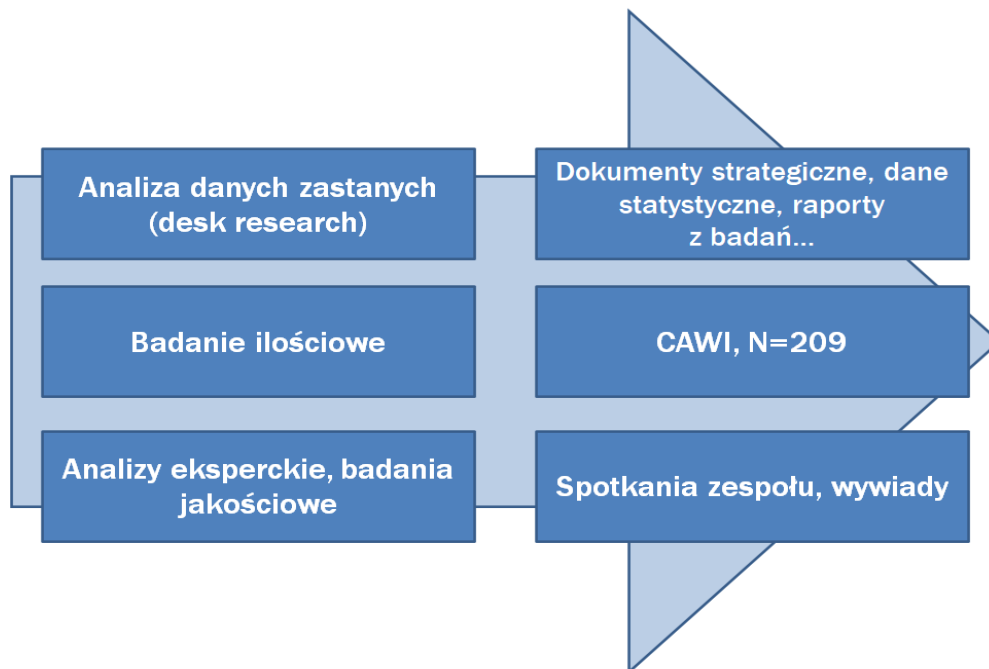 Analiza danych zastanych
(desk research)
Dokumenty strategiczne, dane
statystyczne, raporty
z badań...
Badanie ilościowe
CAWI, N=209
Analizy eksperckie, badania
jakościowe
Spotkania zespołu, wywiady